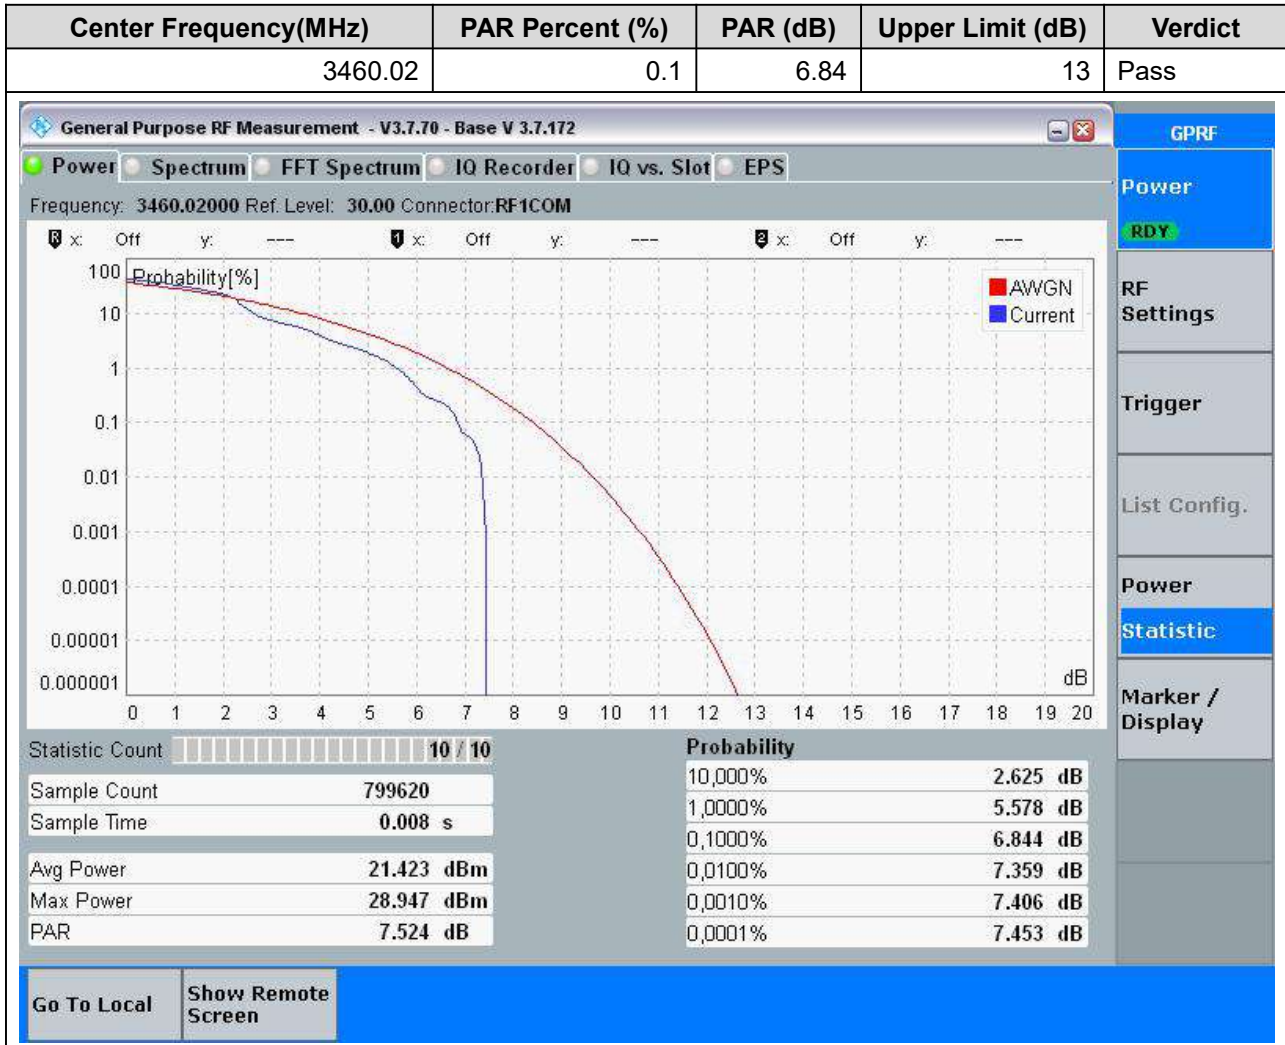 Center Frequency(MHz) PAR Percent (%) PAR (dB) Upper Limit (dB) Verdict
3460.02 0.1 6.84 13 Pass
General Purpose RF Measurement - V3.7.70 - Base V 3.7.172
GPRF
Power Spectrum FFT Spectrum IQ Recorder IQ vs. Slot EPS
Power
RDY
Frequency: 3460.02000 Ref. Level: 30.00 Connector:RF1COM
R x: Off y: --- 1 x: Off y: --- 2 x: Off y: ---
Probability[%]
AWGN
Current
100
10
1
0.1
0.01
0.001
0.0001
0.00001
0.000001
dB
0 1 2 3 4 5 6 7 8 9 10 11 12 13 14 15 16 17 18 19 20
RF
Settings
Trigger
List Config.
Power
Statistic
Marker /
Display
Statistic Count 10 / 10
Sample Count 799620
Sample Time 0.008 s
Avg Power 21.423 dBm
Max Power 28.947 dBm
PAR 7.524 dB
Probability
10,000% 2.625 dB
1,0000% 5.578 dB
0,1000% 6.844 dB
0,0100% 7.359 dB
0,0010% 7.406 dB
0,0001% 7.453 dB
Go To Local
Show Remote
Screen